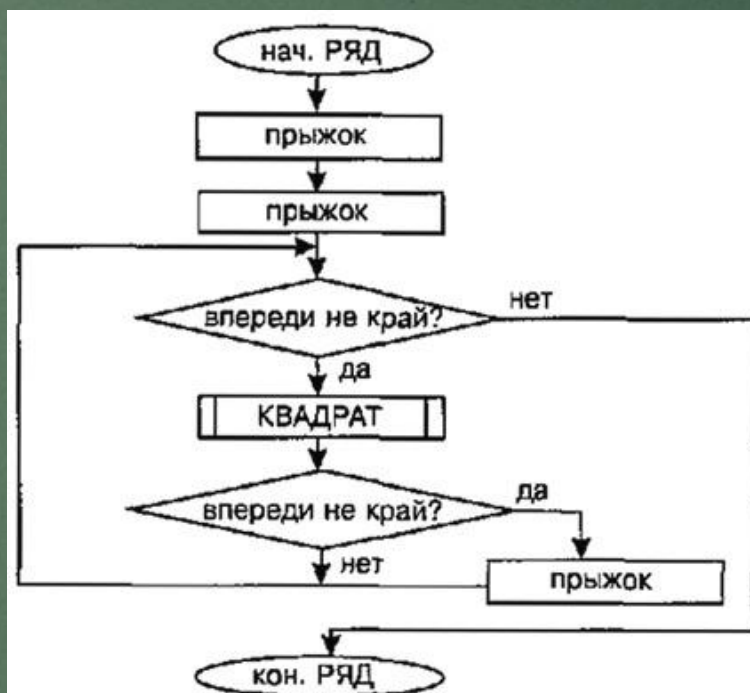 нач. РЯД
прыжок
прыжок
впереди не край?
нет
да
КВАДРАТ
впереди не край?
да
нет
прыжок
кон. РЯД